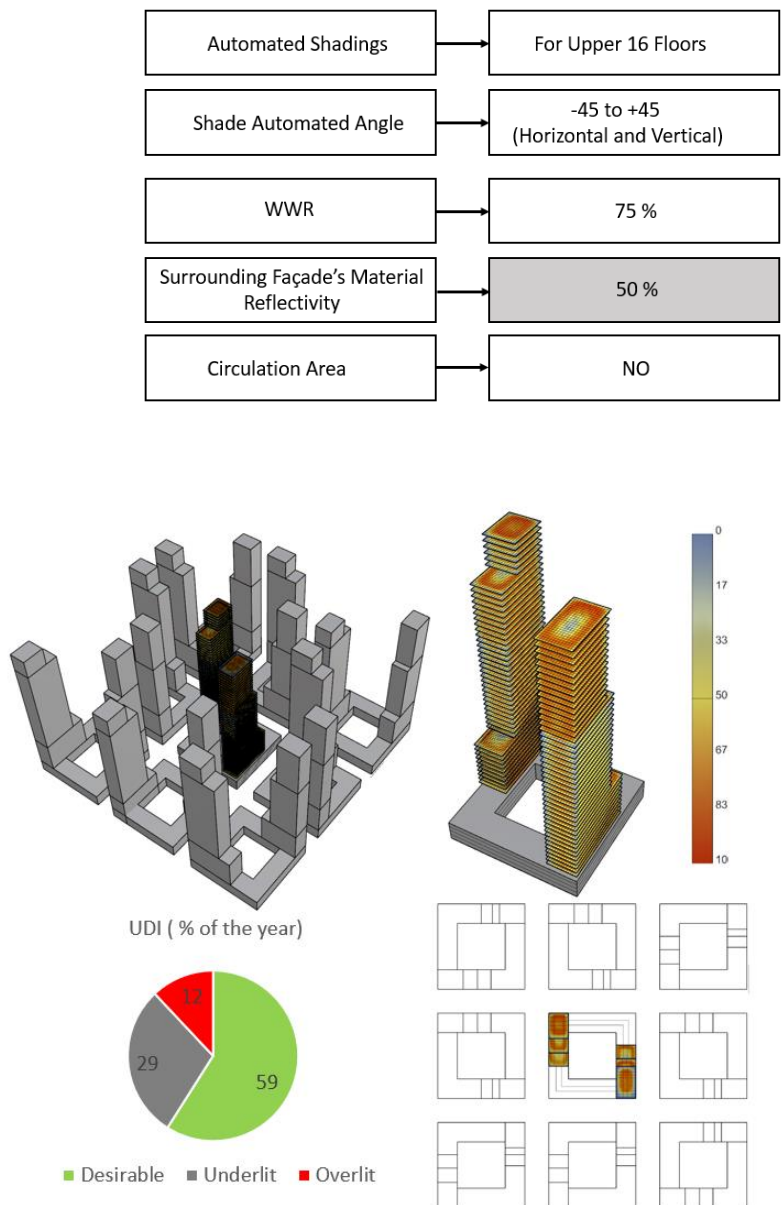 Automated Shadings
For Upper 16 Floors
Shade Automated Angle
-45 to +45
(Horizontal and Vertical)
WWR
75 %
Surrounding Façade's Material
Reflectivity
50 %
Circulation Area
NO
0
17
33
50
67
83
10
UDI ( % of the year)
12
29
59
Desirable
Underlit
Overlit